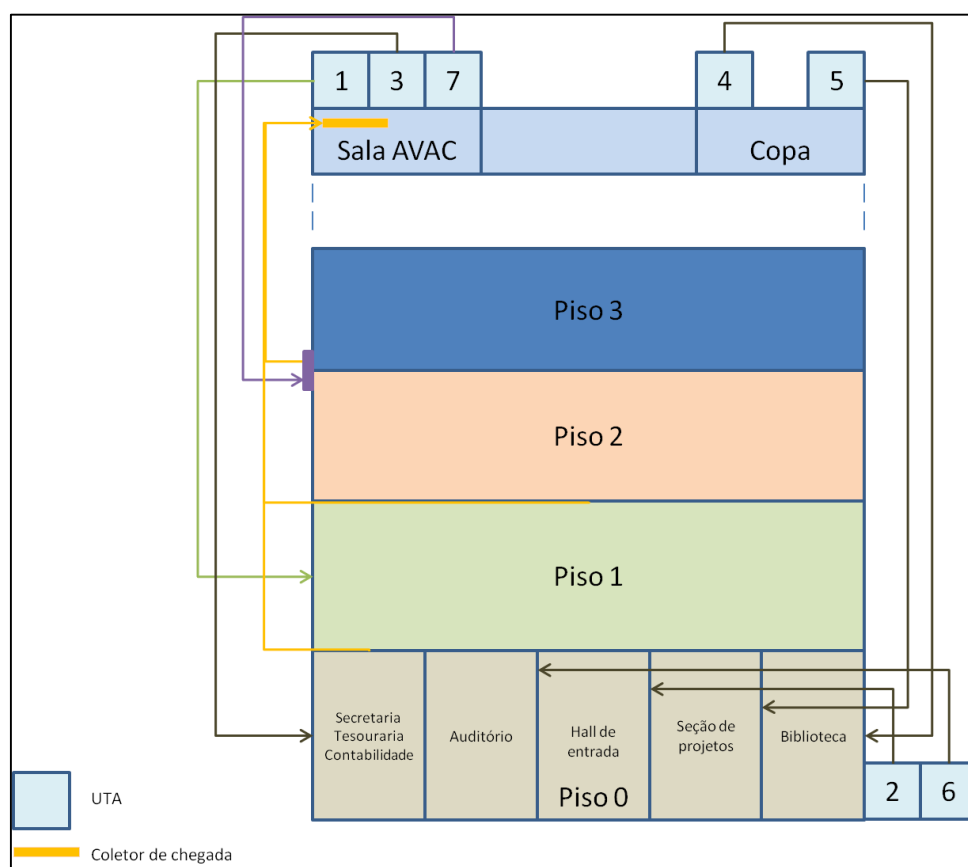 1 3 7 4 5
Sala AVAC
Copa
Piso 3
Piso 2
Piso 1
Secretaria
Tesouraria
Contabilidade
Auditório
Hall de
entrada
Seção de
projetos
Biblioteca
Piso 0
2 6
UTA
Coletor de chegada